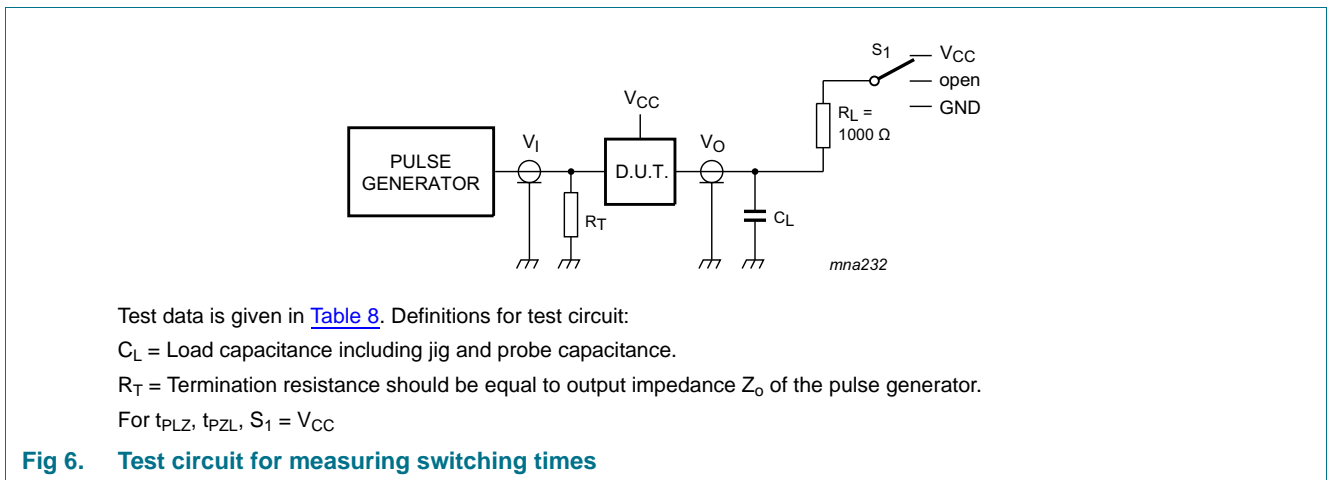 S1
VCC
open
GND
RL =
1000 Ω
VCC
VI
VO
PULSE
GENERATOR
D.U.T.
RT
CL
mna232
Test data is given in Table 8. Definitions for test circuit:
CL = Load capacitance including jig and probe capacitance.
RT = Termination resistance should be equal to output impedance Zo of the pulse generator.
For tPLZ, tPZL, S1 = VCC
Fig 6. Test circuit for measuring switching times